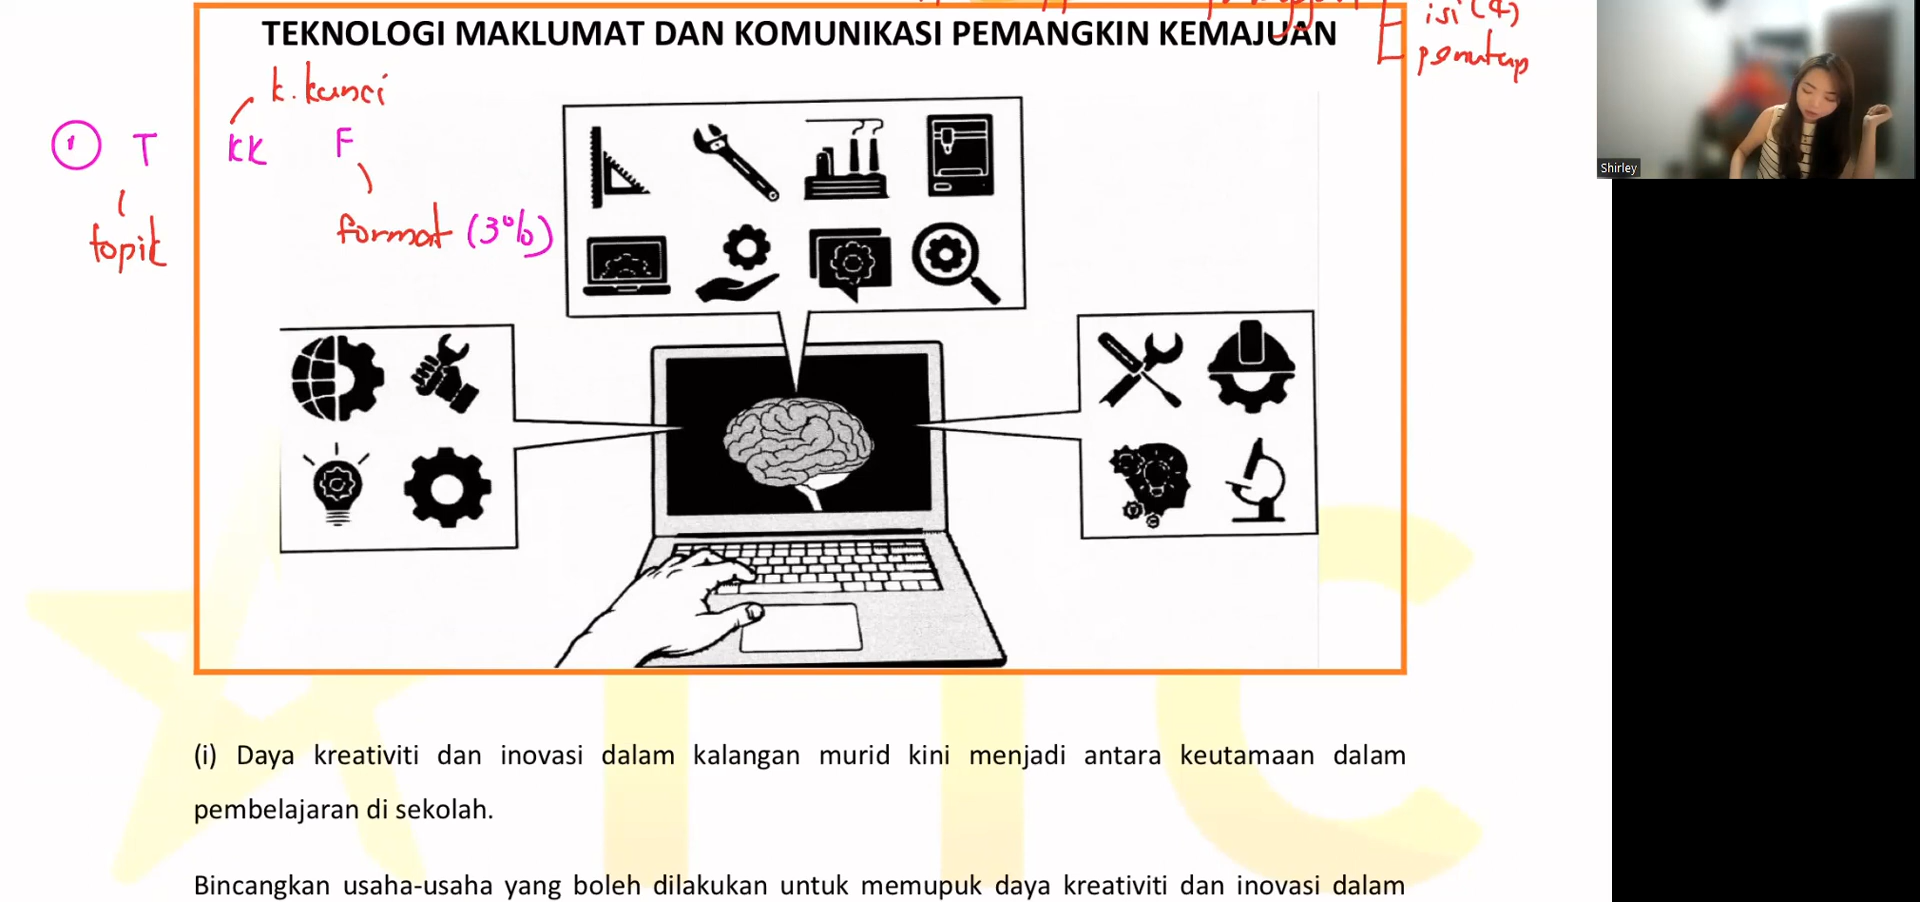 isi (4)
TEKNOLOGI MAKLUMAT DAN KOMUNIKASI PEMANGKIN KEMAJUAN
penutup
k. kunci
1 T KK F
topik
format (3%)
Shirley
(i) Daya kreativiti dan inovasi dalam kalangan murid kini menjadi antara keutamaan dalam
pembelajaran di sekolah.
Bincangkan usaha-usaha yang boleh dilakukan untuk memupuk daya kreativiti dan inovasi dalam